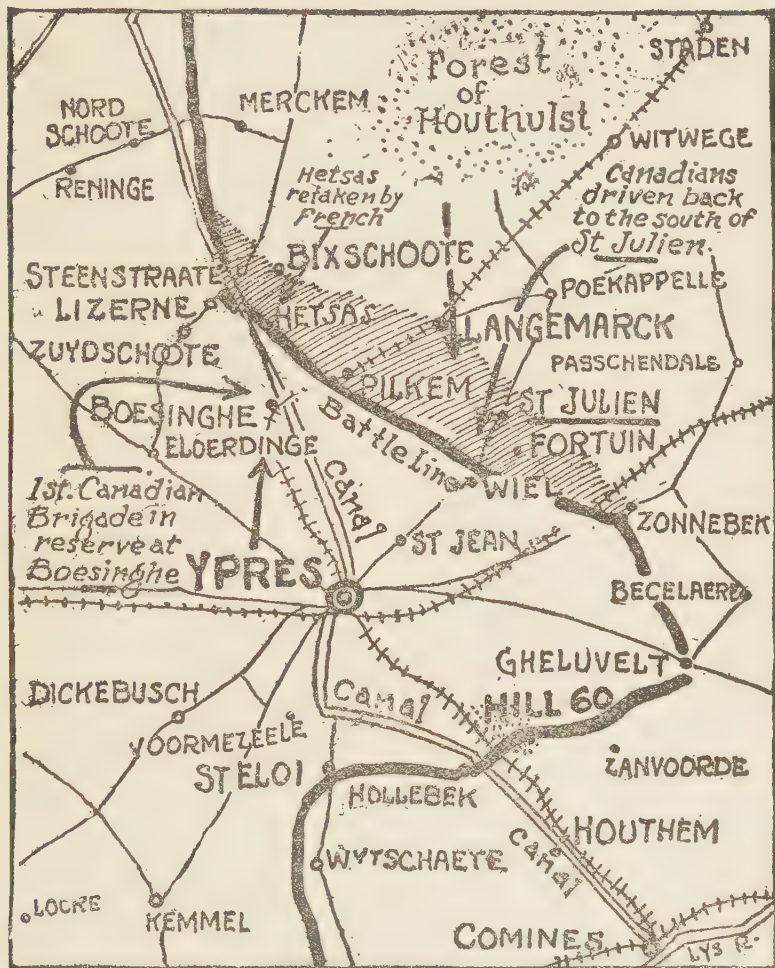 STADEN
Forest
of
Houthulst
NORD
SCHOOTE
MERCKEM
WITWEGE
RENINGE
Hetsas
retaken by
French
Canadians
driven back
to the south of
St Julien.
BIXSCHOOTE
STEENSTRAATE
LIZERNE
HETSAS
POEKAPPELLE
LANGEMARCK
ZUYDSCHOOTE
PASSCHENDALE
PILKEM
BOESINGHE
ST JULIEN
ELOERDINGE
Battle line
FORTUIN
Canal
WIEL
1st. Canadian
Brigade in
reserve at
Boesinghe
ZONNEBEK
ST JEAN
YPRES
BECELAERE
GHELUVELT
DICKEBUSCH
Canal
HILL 60
VOORMEZEELE
ST ELOI
ZANVOORDE
HOLLEBEK
HOUTHEM
WYTSCHAETE
Canal
LOCRE
KEMMEL
COMINES
LYS R.